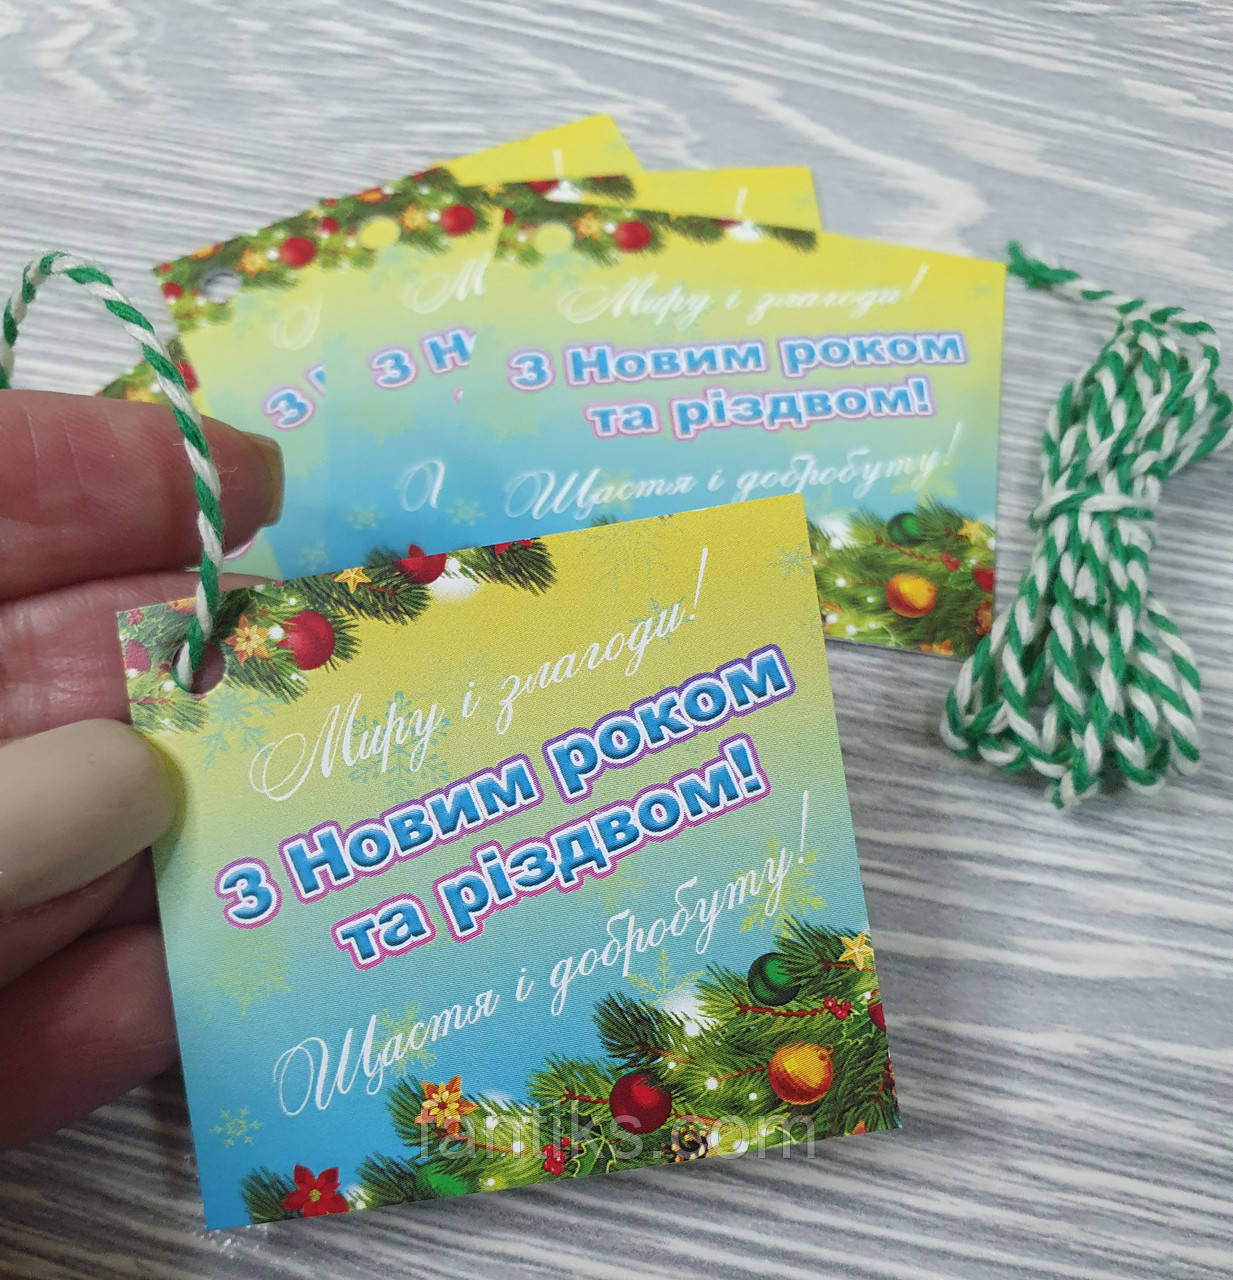 Миру і злагоди!
З Новим роком
та різдвом!
Щастя і добробуту!
М
З Н
З
Миру і злагоди!
З Новим роком
та різдвом!
Щастя і добробуту!
fantiks.com